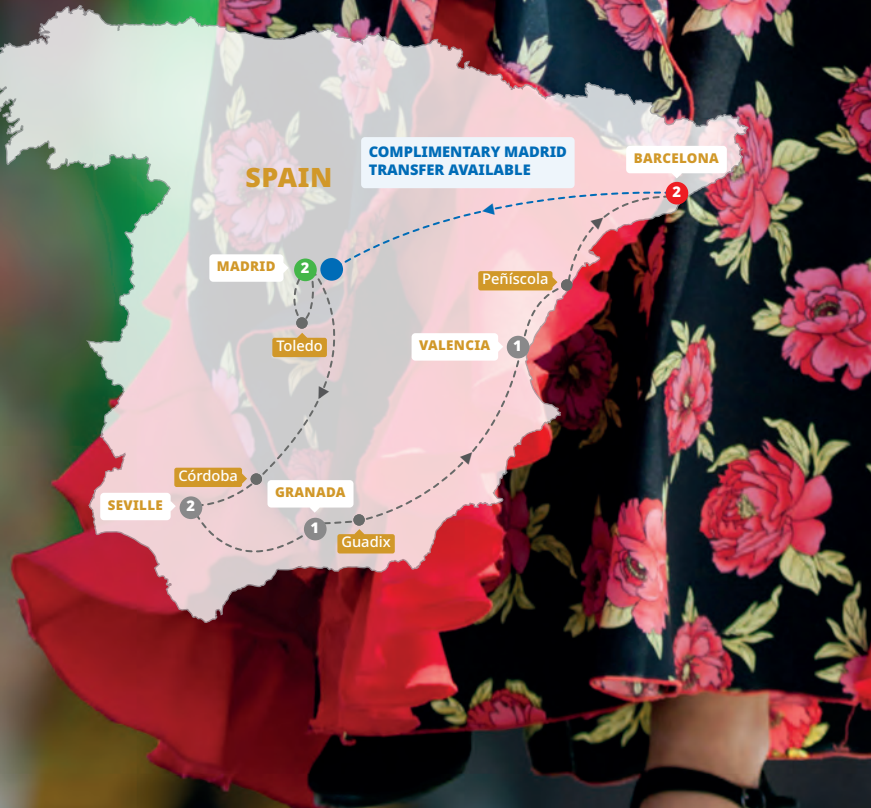 COMPLIMENTARY MADRID
TRANSFER AVAILABLE
BARCELONA
SPAIN
2
MADRID
2
Peñíscola
Toledo
VALENCIA
1
Córdoba
GRANADA
SEVILLE
2
1
Guadix